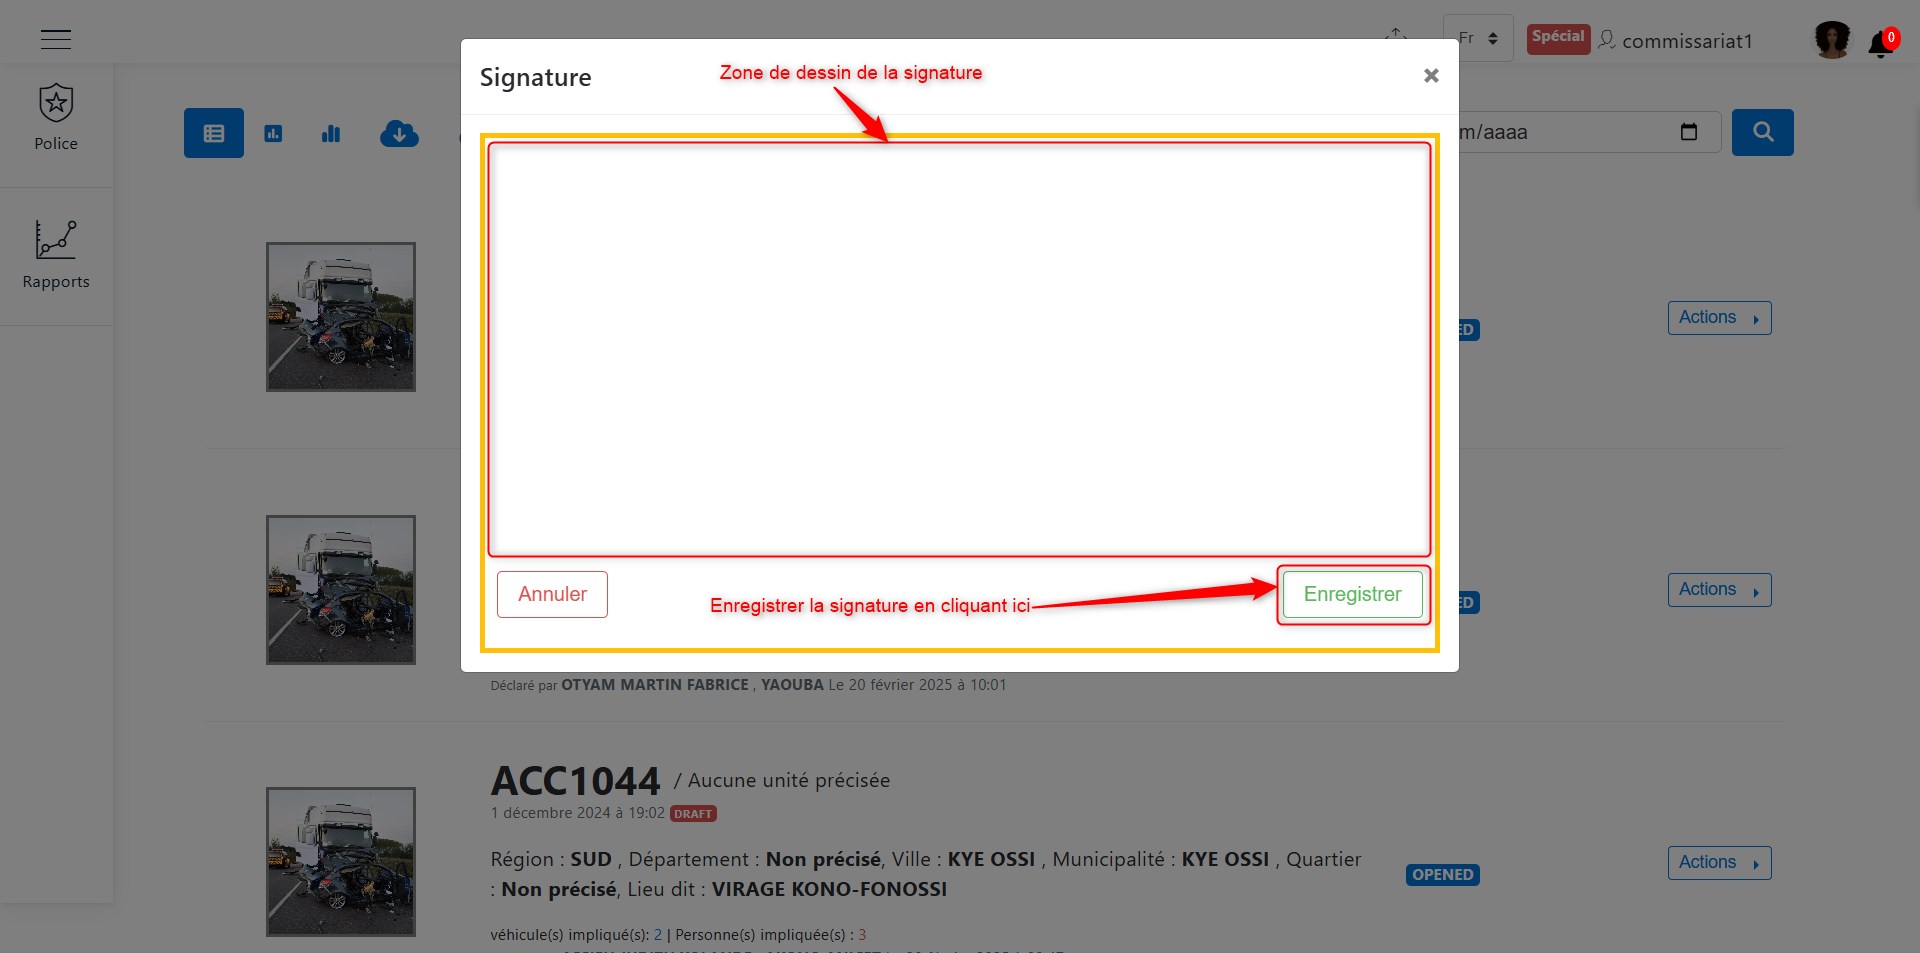 Fr
Spécial
commissariat1
0
Signature
Zone de dessin de la signature
Police
m/aaaa
Rapports
Actions
ED
Annuler
Enregistrer la signature en cliquant ici
Enregistrer
Actions
ED
Déclaré par OTYAM MARTIN FABRICE , YAOUBA Le 20 février 2025 à 10:01
ACC1044 / Aucune unité précisée
1 décembre 2024 à 19:02 DRAFT
Région : SUD , Département : Non précisé, Ville : KYE OSSI , Municipalité : KYE OSSI , Quartier
: Non précisé, Lieu dit : VIRAGE KONO-FONOSSI
OPENED
Actions
véhicule(s) impliqué(s): 2 | Personne(s) impliquée(s) : 3